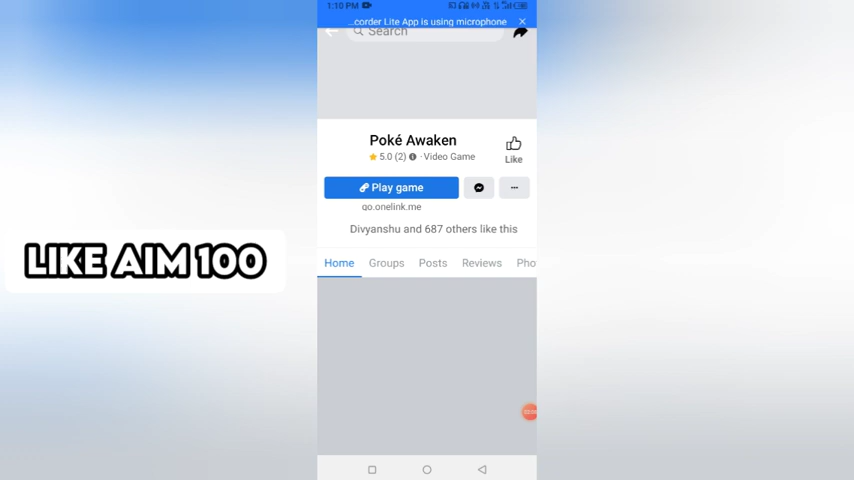 1:10 PM
...corder Lite App is using microphone
Search
Poké Awaken
5.0 (2) · Video Game
Like
Play game
go.onelink.me
Divyanshu and 687 others like this
Home Groups Posts Reviews Pho
LIKE AIM 100